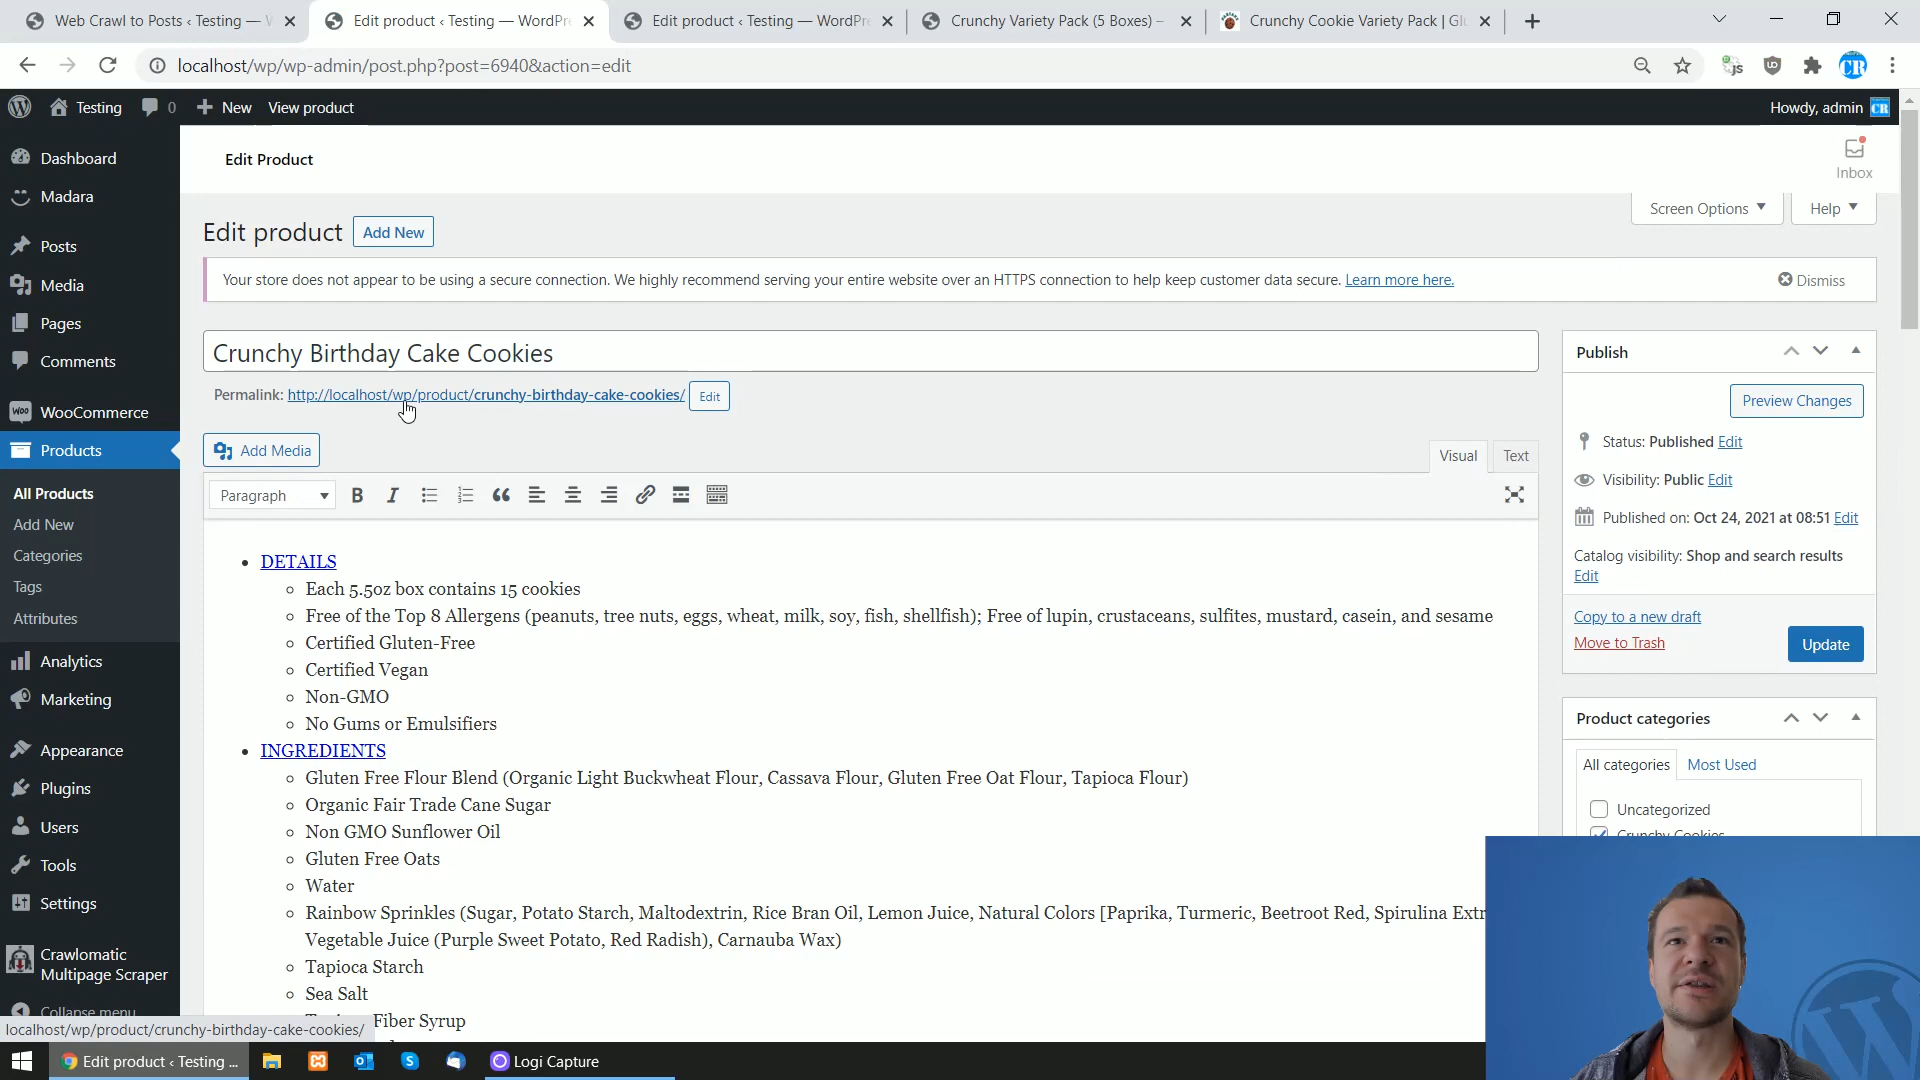 Web Crawl to Posts ‹ Testing — W
Edit product ‹ Testing — WordPre
Edit product ‹ Testing — WordPre
Crunchy Variety Pack (5 Boxes) –
Crunchy Cookie Variety Pack | Glu
localhost/wp/wp-admin/post.php?post=6940&action=edit
Testing
0
New
View product
Howdy, admin
Edit Product
Inbox
Screen Options
Help
Edit product
Add New
Your store does not appear to be using a secure connection. We highly recommend serving your entire website over an HTTPS connection to help keep customer data secure. Learn more here.
Dismiss
Crunchy Birthday Cake Cookies
Permalink: http://localhost/wp/product/crunchy-birthday-cake-cookies/
Edit
Add Media
Visual
Text
Paragraph
DETAILS
Each 5.5oz box contains 15 cookies
Free of the Top 8 Allergens (peanuts, tree nuts, eggs, wheat, milk, soy, fish, shellfish); Free of lupin, crustaceans, sulfites, mustard, casein, and sesame
Certified Gluten-Free
Certified Vegan
Non-GMO
No Gums or Emulsifiers
INGREDIENTS
Gluten Free Flour Blend (Organic Light Buckwheat Flour, Cassava Flour, Gluten Free Oat Flour, Tapioca Flour)
Organic Fair Trade Cane Sugar
Non GMO Sunflower Oil
Gluten Free Oats
Water
Rainbow Sprinkles (Sugar, Potato Starch, Maltodextrin, Rice Bran Oil, Lemon Juice, Natural Colors [Paprika, Turmeric, Beetroot Red, Spirulina Extr
Vegetable Juice (Purple Sweet Potato, Red Radish), Carnauba Wax)
Tapioca Starch
Sea Salt
Fiber Syrup
Publish
Preview Changes
Status: Published Edit
Visibility: Public Edit
Published on: Oct 24, 2021 at 08:51 Edit
Catalog visibility: Shop and search results
Edit
Copy to a new draft
Move to Trash
Update
Product categories
All categories
Most Used
Uncategorized
Crunchy Cookies
Dashboard
Madara
Posts
Media
Pages
Comments
WooCommerce
Products
All Products
Add New
Categories
Tags
Attributes
Analytics
Marketing
Appearance
Plugins
Users
Tools
Settings
Crawlomatic
Multipage Scraper
Collapse menu
localhost/wp/product/crunchy-birthday-cake-cookies/
Edit product ‹ Testing ...
Logi Capture